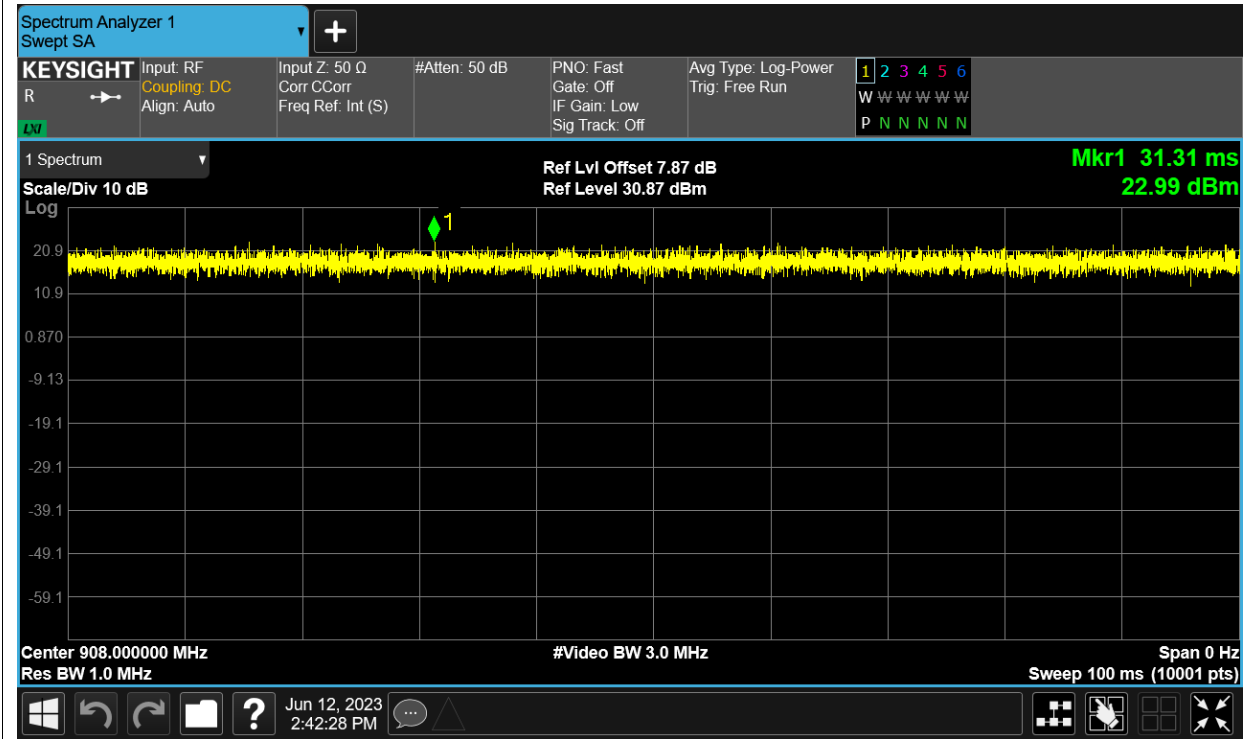 Spectrum Analyzer 1
Swept SA
KEYSIGHT
R
LXI
Input: RF
Coupling: DC
Align: Auto
Input Z: 50 Ω
Corr CCorr
Freq Ref: Int (S)
#Atten: 50 dB
PNO: Fast
Gate: Off
IF Gain: Low
Sig Track: Off
Avg Type: Log-Power
Trig: Free Run
1 2 3 4 5 6
W W W W W W
P N N N N N
1 Spectrum
Scale/Div 10 dB
Ref Lvl Offset 7.87 dB
Ref Level 30.87 dBm
Mkr1 31.31 ms
22.99 dBm
Log
1
20.9
10.9
0.870
-9.13
-19.1
-29.1
-39.1
-49.1
-59.1
Center 908.000000 MHz
Res BW 1.0 MHz
#Video BW 3.0 MHz
Span 0 Hz
Sweep 100 ms (10001 pts)
?
Jun 12, 2023
2:42:28 PM